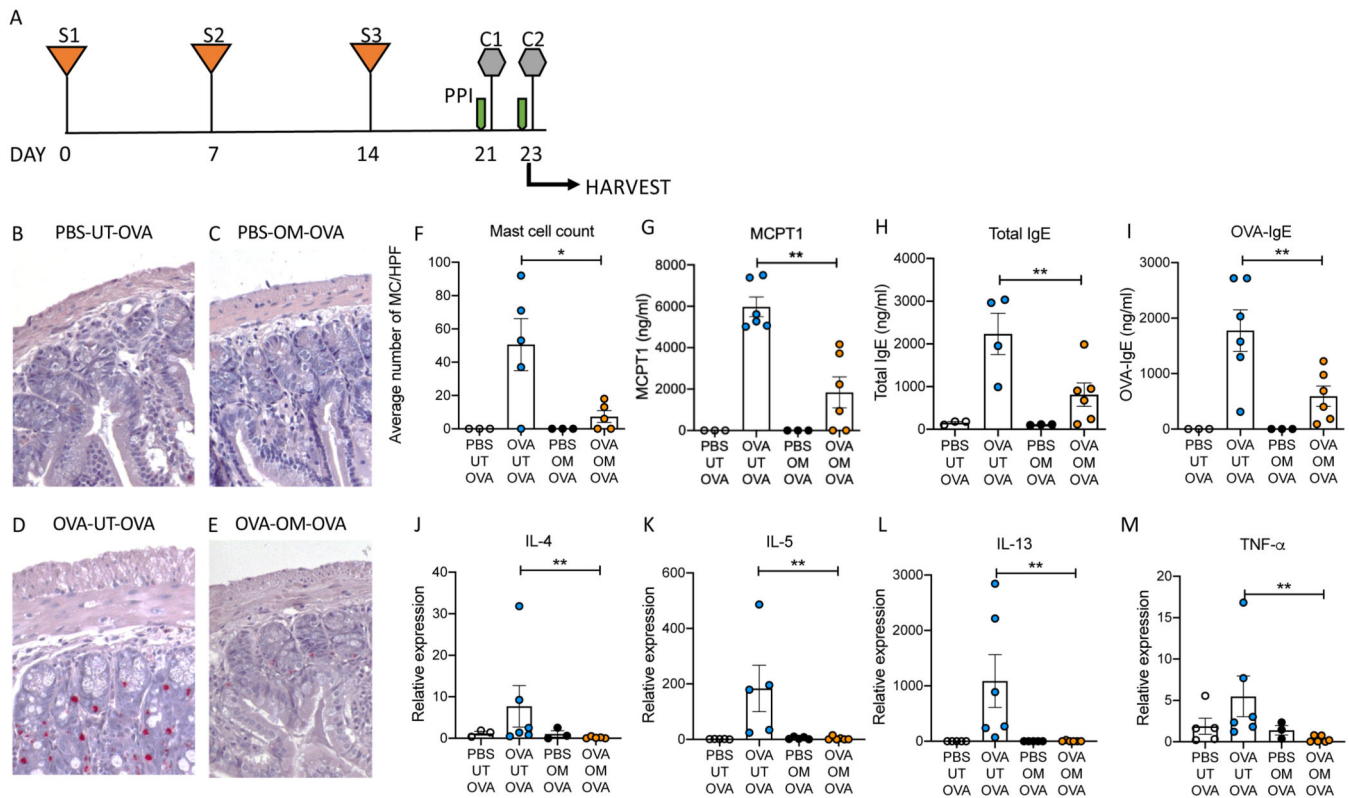 A
S1
S2
S3
C1
C2
PPI
DAY
0
7
14
21
23
HARVEST
B
PBS-UT-OVA
C
PBS-OM-OVA
D
OVA-UT-OVA
E
OVA-OM-OVA
F
Mast cell count
*
Average number of MC/HPF
100
80
60
40
20
0
PBS OVA PBS OVA
UT UT OM OM
OVA OVA OVA OVA
G
MCPT1
**
MCPT1 (ng/ml)
8000
6000
4000
2000
0
PBS OVA PBS OVA
UT UT OM OM
OVA OVA OVA OVA
H
Total IgE
**
Total IgE (ng/ml)
4000
3000
2000
1000
0
PBS OVA PBS OVA
UT UT OM OM
OVA OVA OVA OVA
I
OVA-IgE
**
OVA-IgE (ng/ml)
3000
2000
1000
0
PBS OVA PBS OVA
UT UT OM OM
OVA OVA OVA OVA
J
IL-4
**
Relative expression
40
30
20
10
0
PBS OVA PBS OVA
UT UT OM OM
OVA OVA OVA OVA
K
IL-5
**
Relative expression
600
400
200
0
PBS OVA PBS OVA
UT UT OM OM
OVA OVA OVA OVA
L
IL-13
**
Relative expression
3000
2000
1000
0
PBS OVA PBS OVA
UT UT OM OM
OVA OVA OVA OVA
M
TNF-α
**
Relative expression
20
15
10
5
0
PBS OVA PBS OVA
UT UT OM OM
OVA OVA OVA OVA